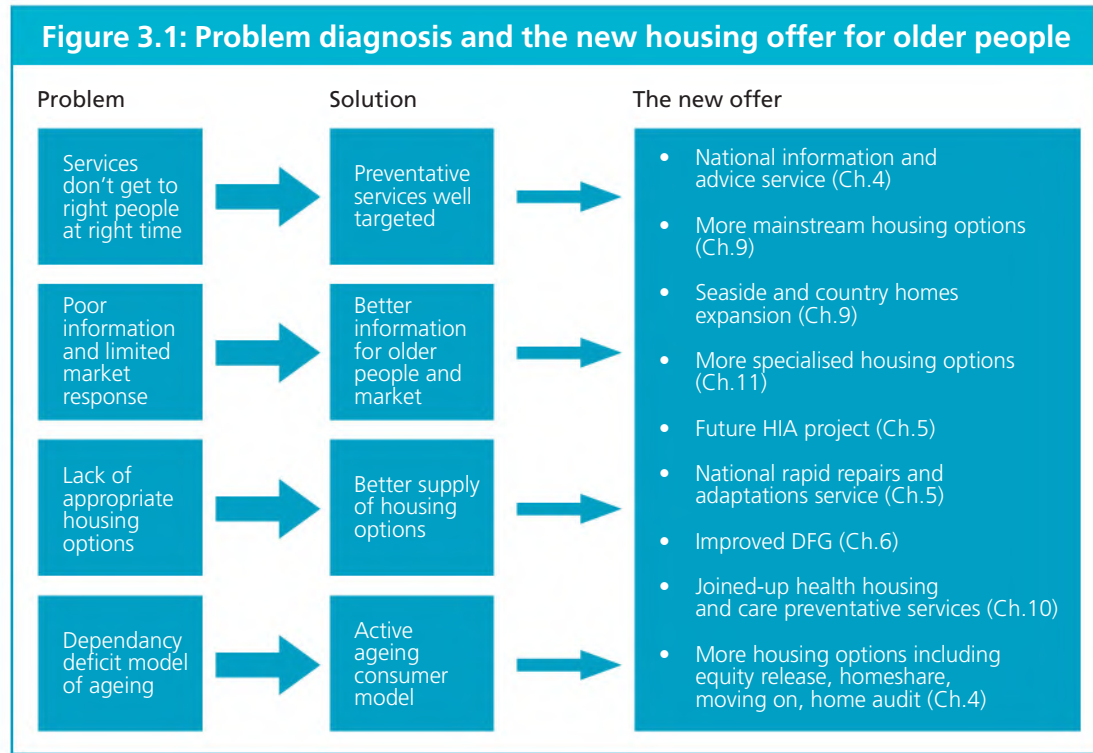 Figure 3.1: Problem diagnosis and the new housing offer for older people
Problem
Solution
The new offer
Services
don't get to
right people
at right time
Preventative
services well
targeted
Poor
information
and limited
market
response
Better
information
for older
people and
market
Lack of
appropriate
housing
options
Better supply
of housing
options
Dependancy
deficit model
of ageing
Active
ageing
consumer
model
• National information and
advice service (Ch.4)
• More mainstream housing options
(Ch.9)
• Seaside and country homes
expansion (Ch.9)
• More specialised housing options
(Ch.11)
• Future HIA project (Ch.5)
• National rapid repairs and
adaptations service (Ch.5)
• Improved DFG (Ch.6)
• Joined-up health housing
and care preventative services (Ch.10)
• More housing options including
equity release, homeshare,
moving on, home audit (Ch.4)